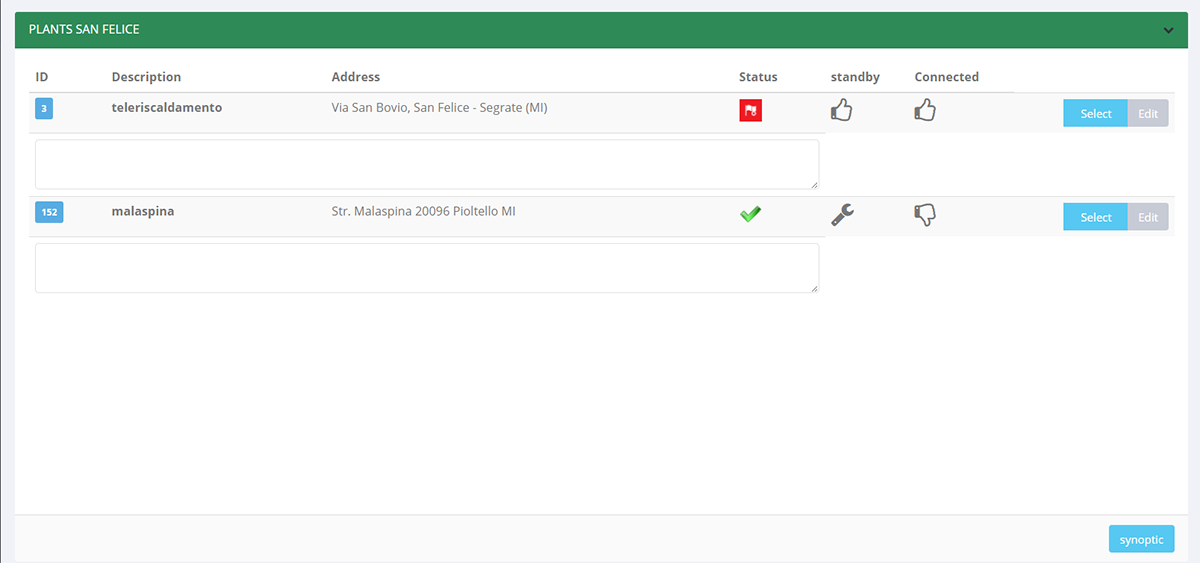 PLANTS SAN FELICE
ID Description Address Status standby Connected
3 teleriscaldamento Via San Bovio, San Felice - Segrate (MI) Select Edit
152 malaspina Str. Malaspina 20096 Pioltello MI Select Edit
synoptic